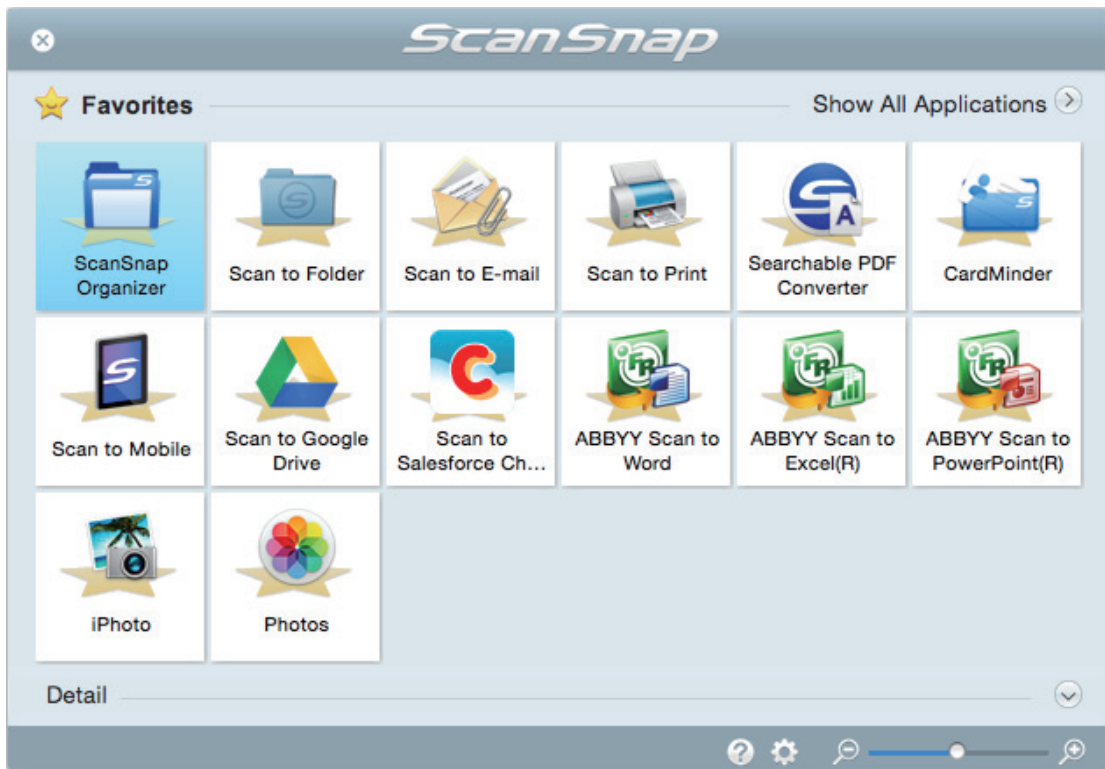 ScanSnap
Favorites
Show All Applications
ScanSnap
Organizer
Scan to Folder
Scan to E-mail
Scan to Print
Searchable PDF
Converter
CardMinder
Scan to Mobile
Scan to Google
Drive
Scan to
Salesforce Ch...
ABBYY Scan to
Word
ABBYY Scan to
Excel(R)
ABBYY Scan to
PowerPoint(R)
iPhoto
Photos
Detail